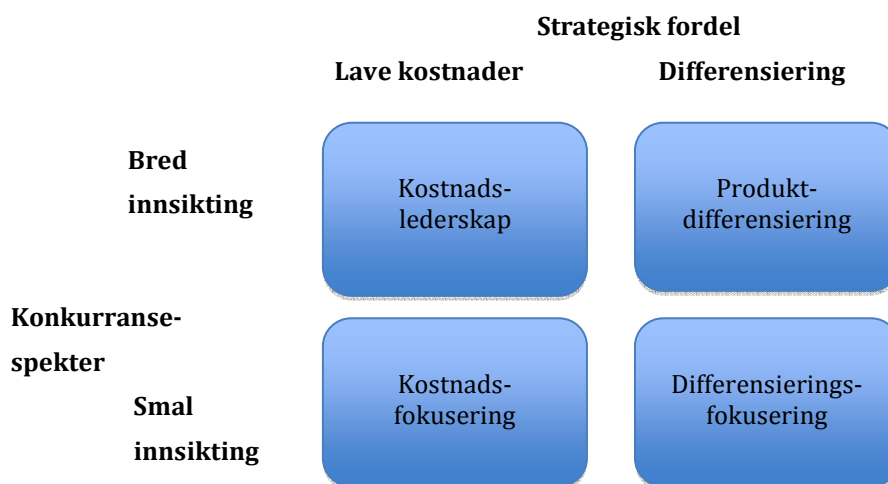 Strategisk fordel
Lave kostnader
Differensiering
Bred
innsikting
Kostnads-
lederskap
Produkt-
differensiering
Konkurranse-
spekter
Smal
innsikting
Kostnads-
fokusering
Differensierings-
fokusering